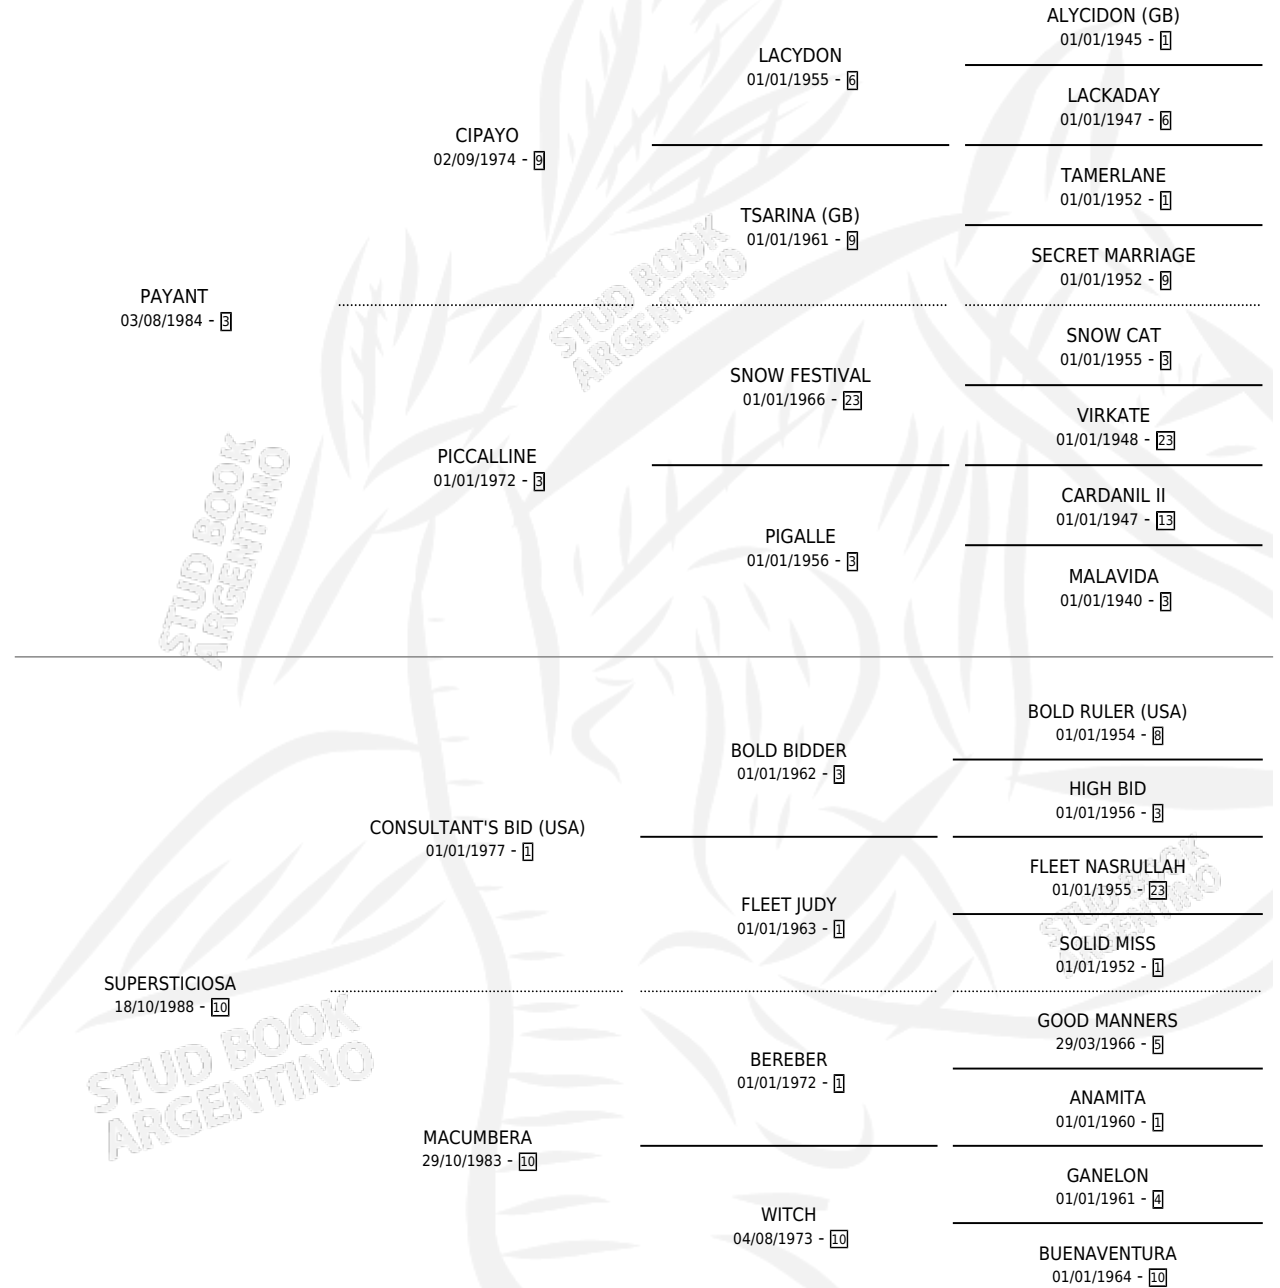 ALYCIDON (GB)
01/01/1945 - 1
LACYDON
01/01/1955 - 6
LACKADAY
01/01/1947 - 6
CIPAYO
02/09/1974 - 9
TAMERLANE
01/01/1952 - 1
TSARINA (GB)
01/01/1961 - 9
SECRET MARRIAGE
01/01/1952 - 9
PAYANT
03/08/1984 - 3
SNOW CAT
01/01/1955 - 3
SNOW FESTIVAL
01/01/1966 - 23
VIRKATE
01/01/1948 - 23
PICCALLINE
01/01/1972 - 3
CARDANIL II
01/01/1947 - 13
PIGALLE
01/01/1956 - 3
MALAVIDA
01/01/1940 - 3
STUD BOOK
ARGENTINO
STUD BOOK
ARGENTINO
BOLD RULER (USA)
01/01/1954 - 8
BOLD BIDDER
01/01/1962 - 3
HIGH BID
01/01/1956 - 3
CONSULTANT'S BID (USA)
01/01/1977 - 1
FLEET NASRULLAH
01/01/1955 - 23
FLEET JUDY
01/01/1963 - 1
SOLID MISS
01/01/1952 - 1
STUD BOOK
ARGENTINO
SUPERSTICIOSA
18/10/1988 - 10
GOOD MANNERS
29/03/1966 - 5
BEREBER
01/01/1972 - 1
ANAMITA
01/01/1960 - 1
MACUMBERA
29/10/1983 - 10
GANELON
01/01/1961 - 4
WITCH
04/08/1973 - 10
BUENAVENTURA
01/01/1964 - 10
STUD BOOK
ARGENTINO